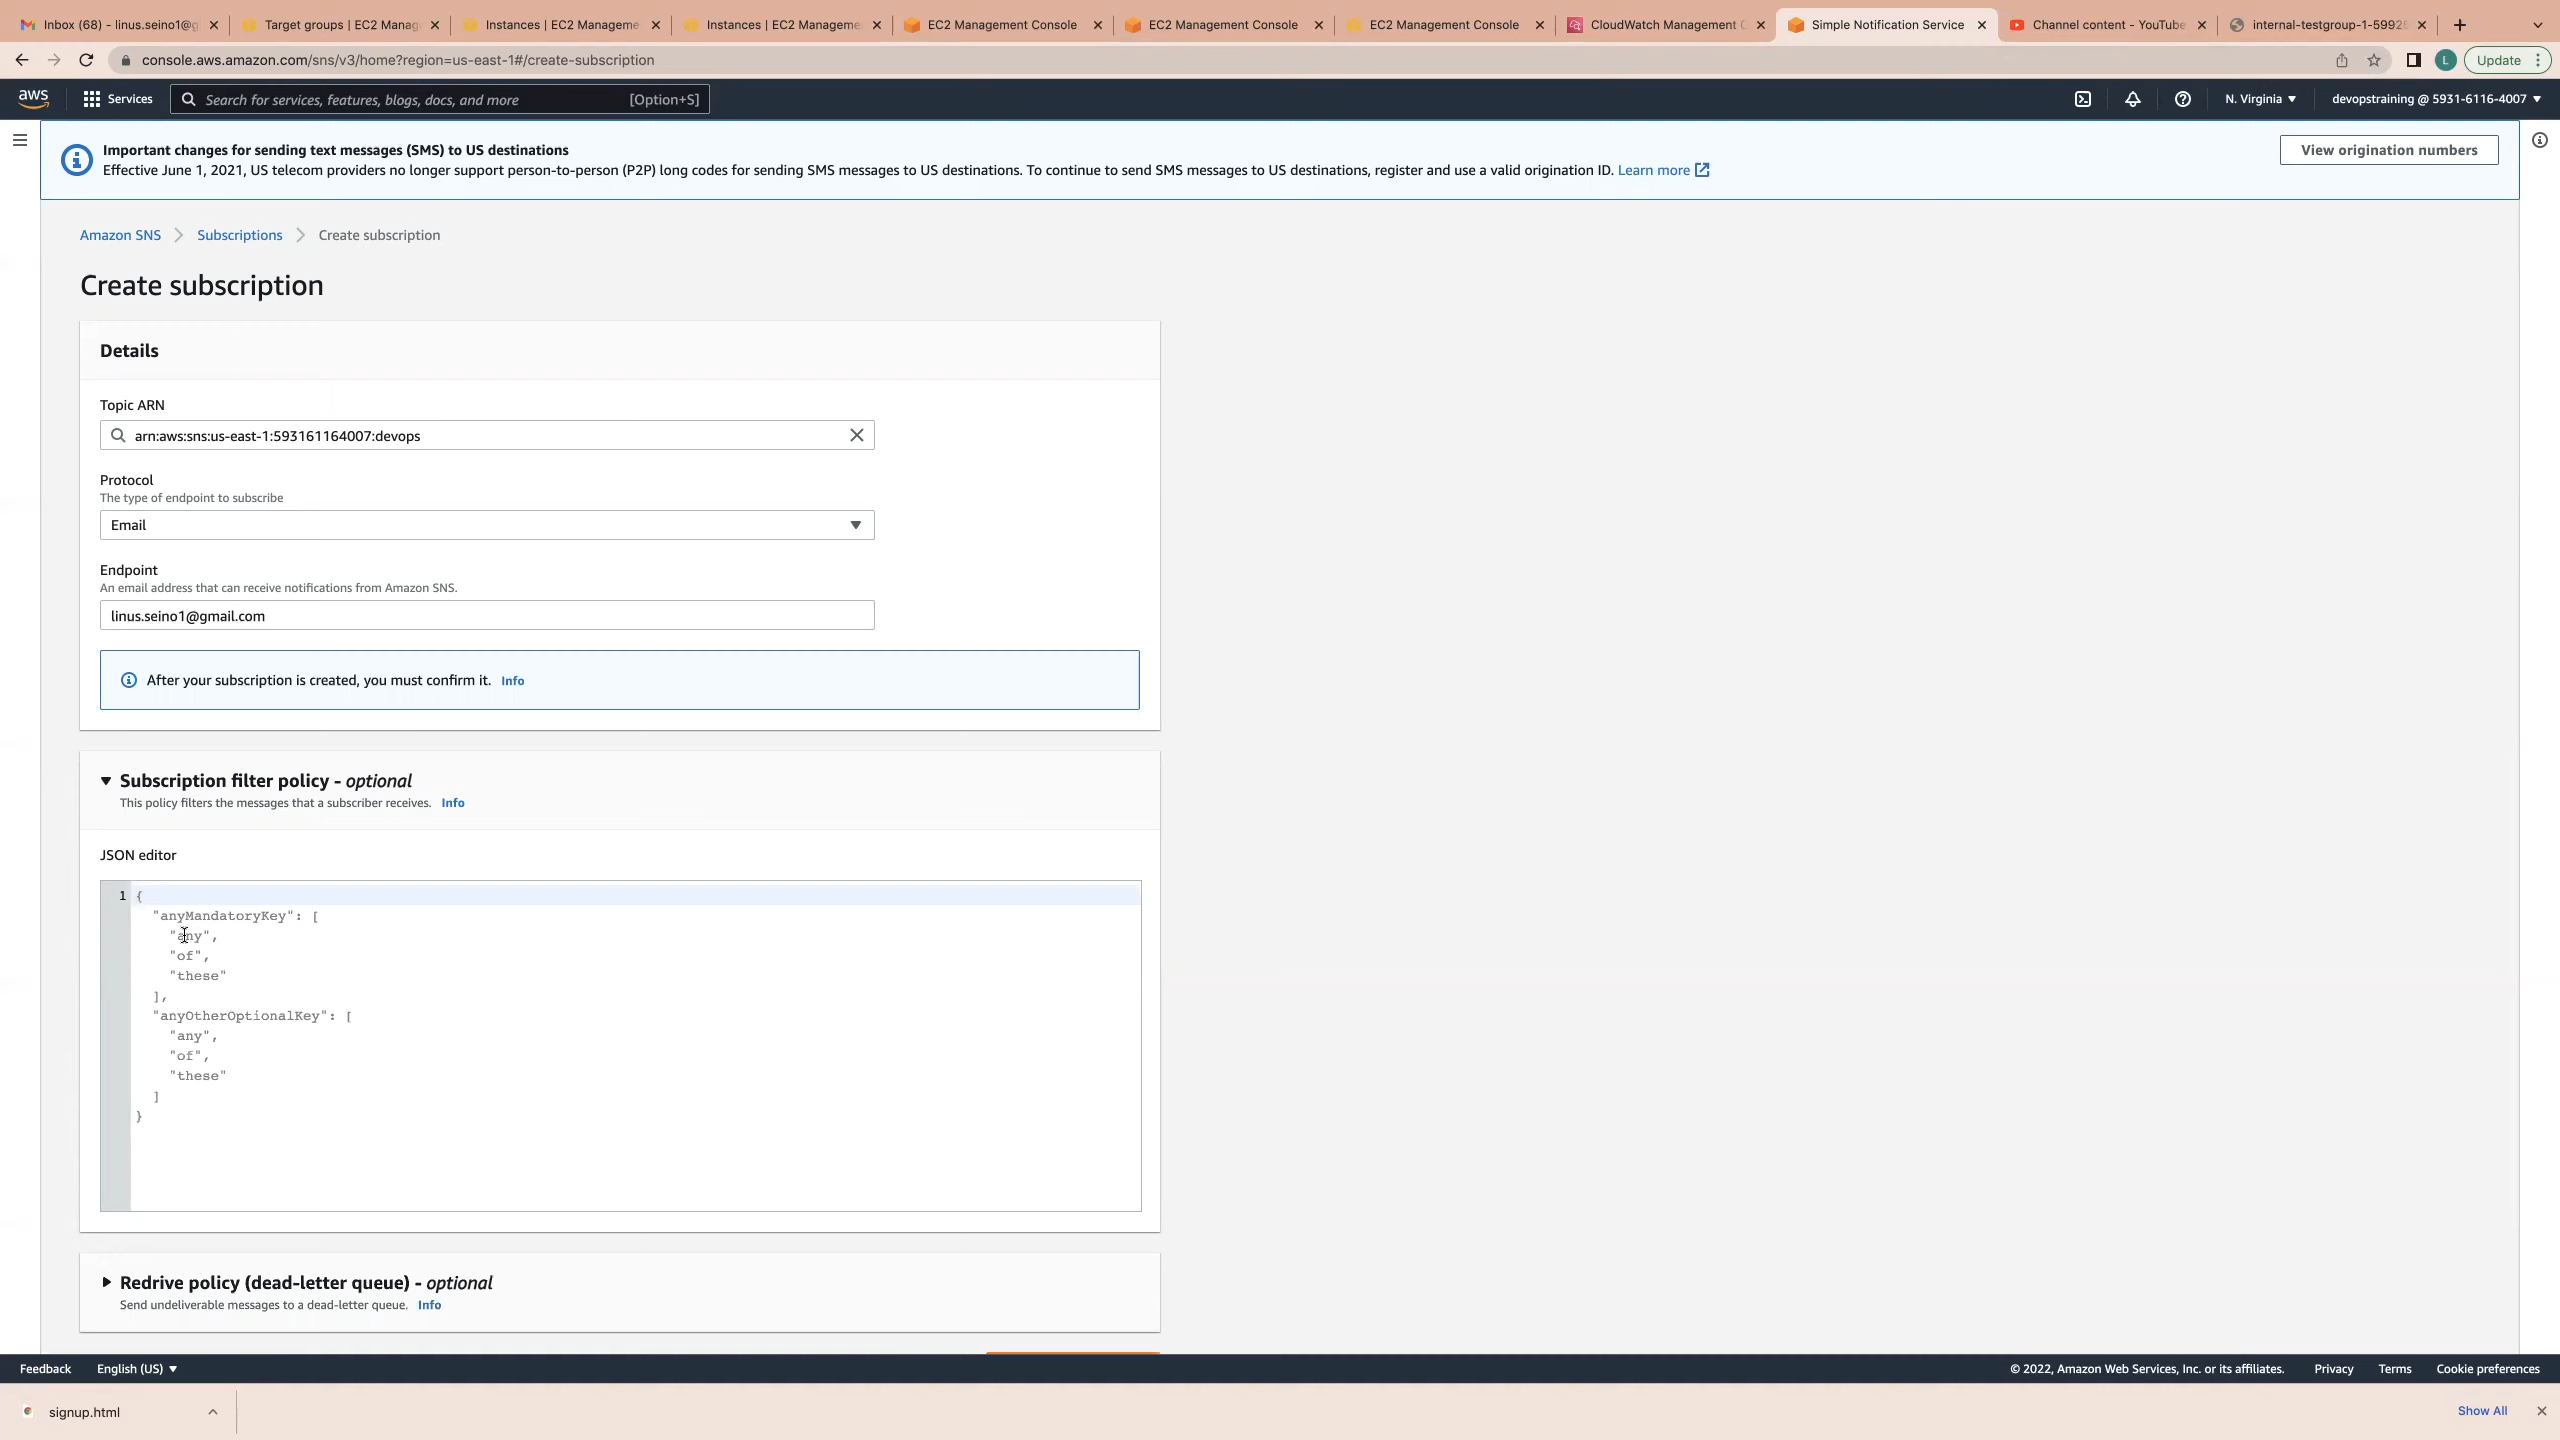 Inbox (68) - linus.seino1@g
Target groups | EC2 Manag
Instances | EC2 Manageme
Instances | EC2 Manageme
EC2 Management Console
EC2 Management Console
EC2 Management Console
CloudWatch Management C
Simple Notification Service
Channel content - YouTube
internal-testgroup-1-5992
console.aws.amazon.com/sns/v3/home?region=us-east-1#/create-subscription
L
Update
aws
Services
Search for services, features, blogs, docs, and more
[Option+S]
N. Virginia
devopstraining @ 5931-6116-4007
Important changes for sending text messages (SMS) to US destinations
Effective June 1, 2021, US telecom providers no longer support person-to-person (P2P) long codes for sending SMS messages to US destinations. To continue to send SMS messages to US destinations, register and use a valid origination ID. Learn more
View origination numbers
Amazon SNS
Subscriptions
Create subscription
Create subscription
Details
Topic ARN
arn:aws:sns:us-east-1:593161164007:devops
Protocol
The type of endpoint to subscribe
Email
Endpoint
An email address that can receive notifications from Amazon SNS.
linus.seino1@gmail.com
After your subscription is created, you must confirm it. Info
Subscription filter policy - optional
This policy filters the messages that a subscriber receives. Info
JSON editor
1 {
"anyMandatoryKey": [
"any",
"of",
"these"
],
"anyOtherOptionalKey": [
"any",
"of",
"these"
]
}
Redrive policy (dead-letter queue) - optional
Send undeliverable messages to a dead-letter queue. Info
Feedback
English (US)
© 2022, Amazon Web Services, Inc. or its affiliates.
Privacy
Terms
Cookie preferences
signup.html
Show All